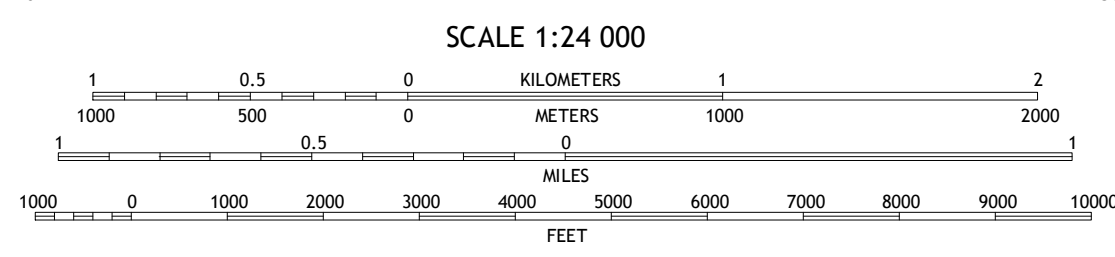 SCALE 1:24 000
1 0.5 0 KILOMETERS 1 2
1000 500 0 METERS 1000 2000
1 0.5 0 1
MILES
1000 0 1000 2000 3000 4000 5000 6000 7000 8000 9000 10000
FEET